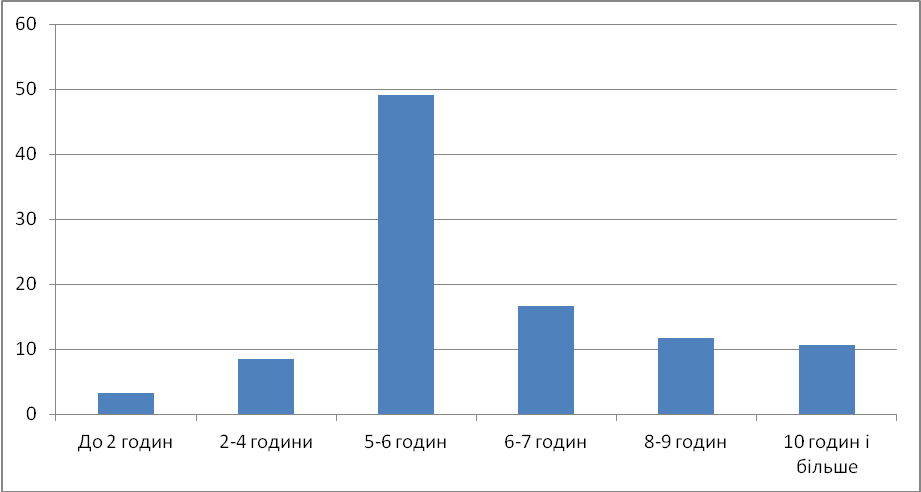 60
50
40
30
20
10
0
До 2 годин
2-4 години
5-6 годин
6-7 годин
8-9 годин
10 годин і
більше